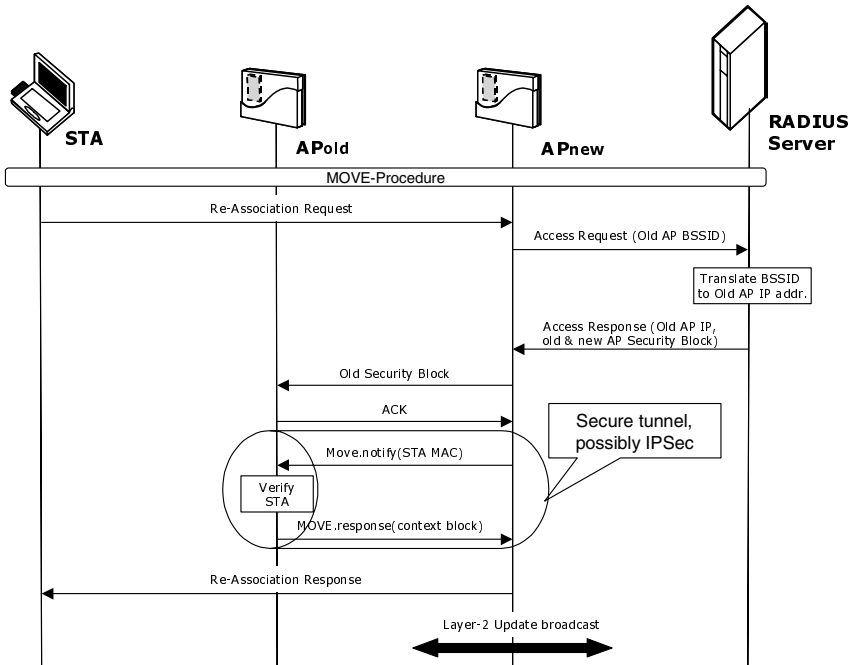 STA
APold
APnew
RADIUS
Server
MOVE-Procedure
Re-Association Request
Access Request (Old AP BSSID)
Translate BSSID
to Old AP IP addr.
Access Response (Old AP IP,
old & new AP Security Block)
Old Security Block
ACK
Secure tunnel,
possibly IPSec
Move.notify(STA MAC)
Verify
STA
MOVE.response(context block)
Re-Association Response
Layer-2 Update broadcast